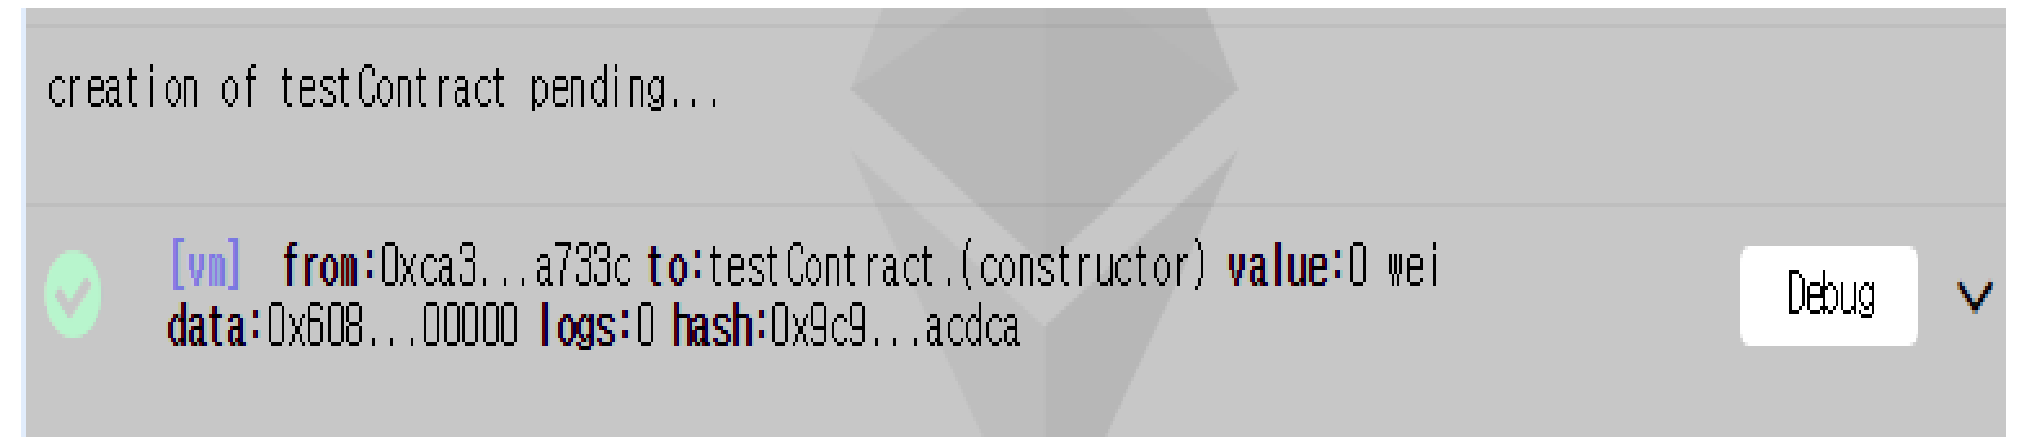 creation of testContract pending...
[vm] from:0xca3...a733c to:testContract.(constructor) value:0 wei
data:0x608...00000 logs:0 hash:0x9c9...acdca
Debug